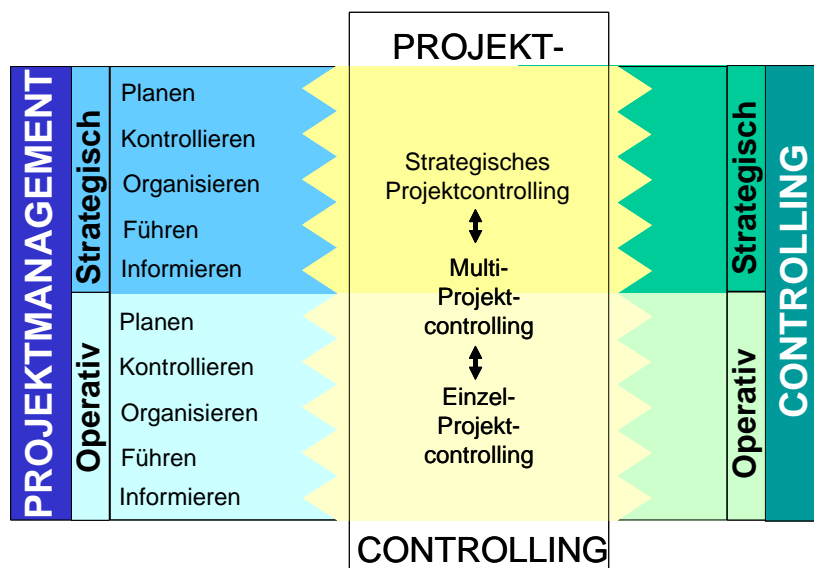 PROJEKT-
PROJEKTMANAGEMENT
Strategisch
Planen
Kontrollieren
Organisieren
Führen
Informieren
Operativ
Planen
Kontrollieren
Organisieren
Führen
Informieren
Strategisches
Projektcontrolling
Multi-
Projekt-
controlling
Einzel-
Projekt-
controlling
Strategisch
Operativ
CONTROLLING
CONTROLLING